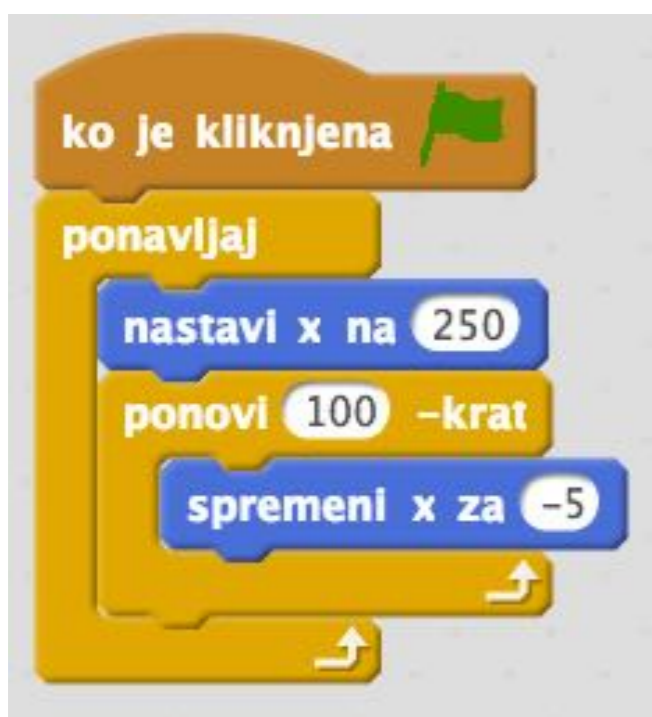 ko je kliknjena
ponavljaj
nastavi x na 250
ponovi 100 -krat
spremeni x za -5